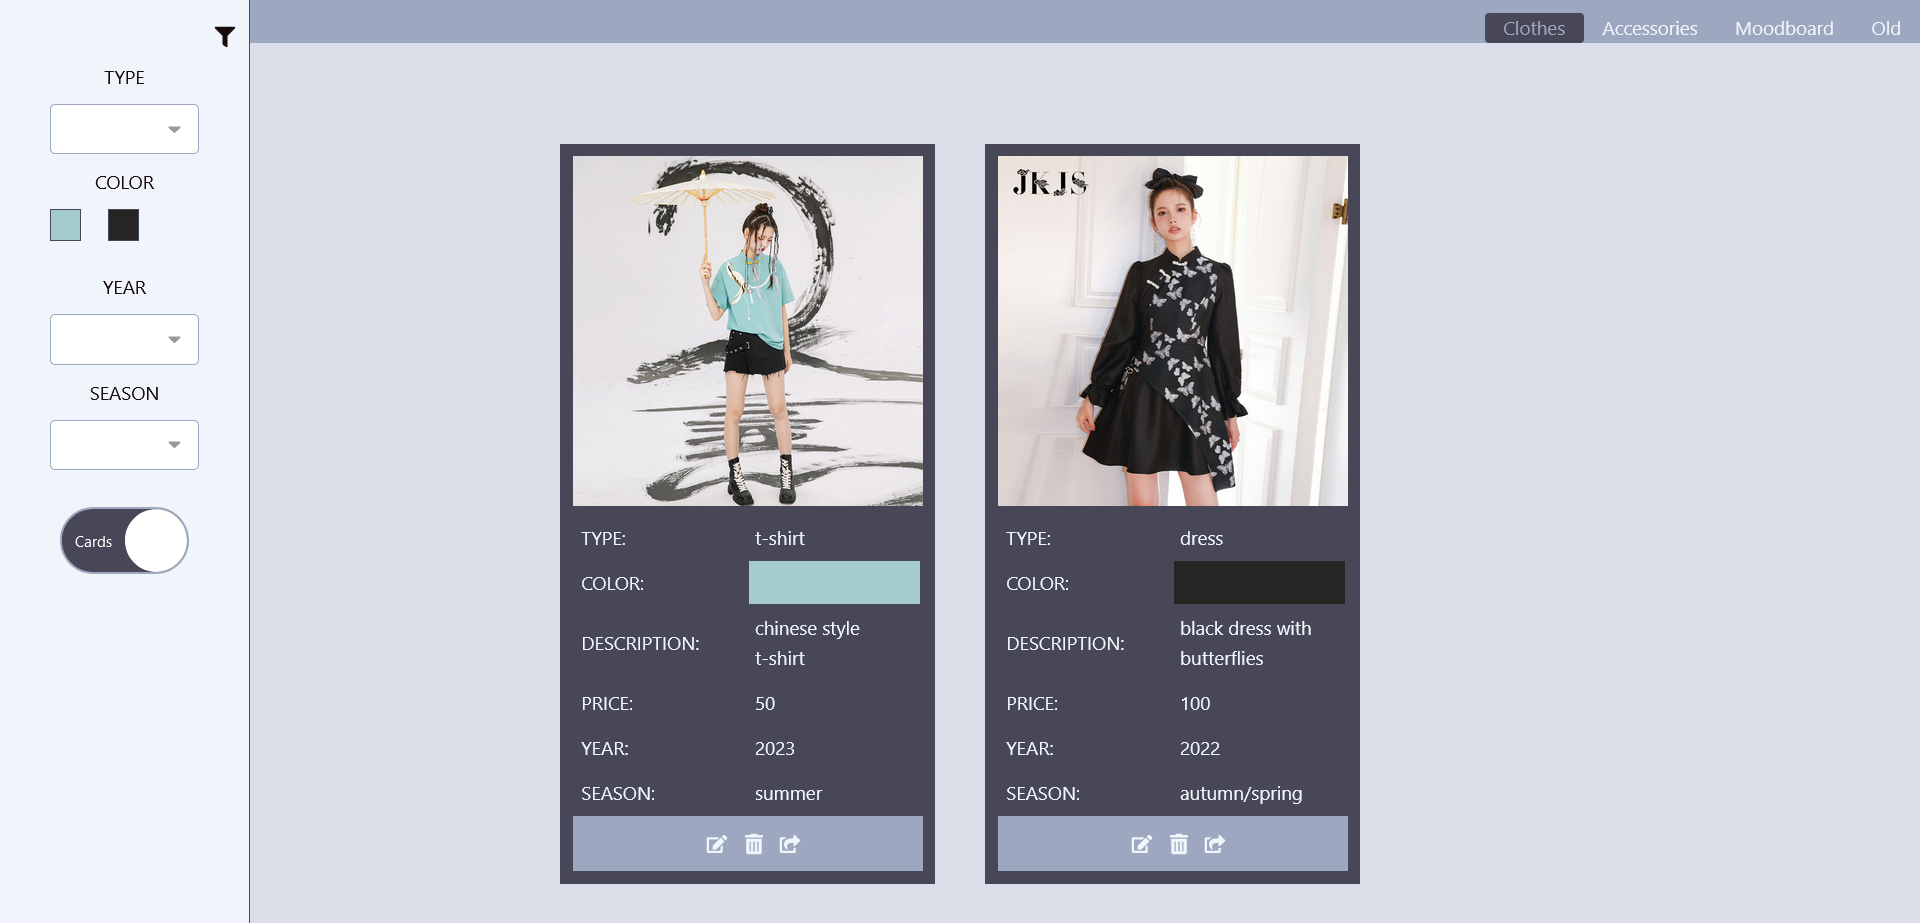 Clothes Accessories Moodboard Old
TYPE
COLOR
YEAR
SEASON
Cards
TYPE: t-shirt
COLOR:
DESCRIPTION: chinese style
t-shirt
PRICE: 50
YEAR: 2023
SEASON: summer
JKJS
TYPE: dress
COLOR:
DESCRIPTION: black dress with
butterflies
PRICE: 100
YEAR: 2022
SEASON: autumn/spring